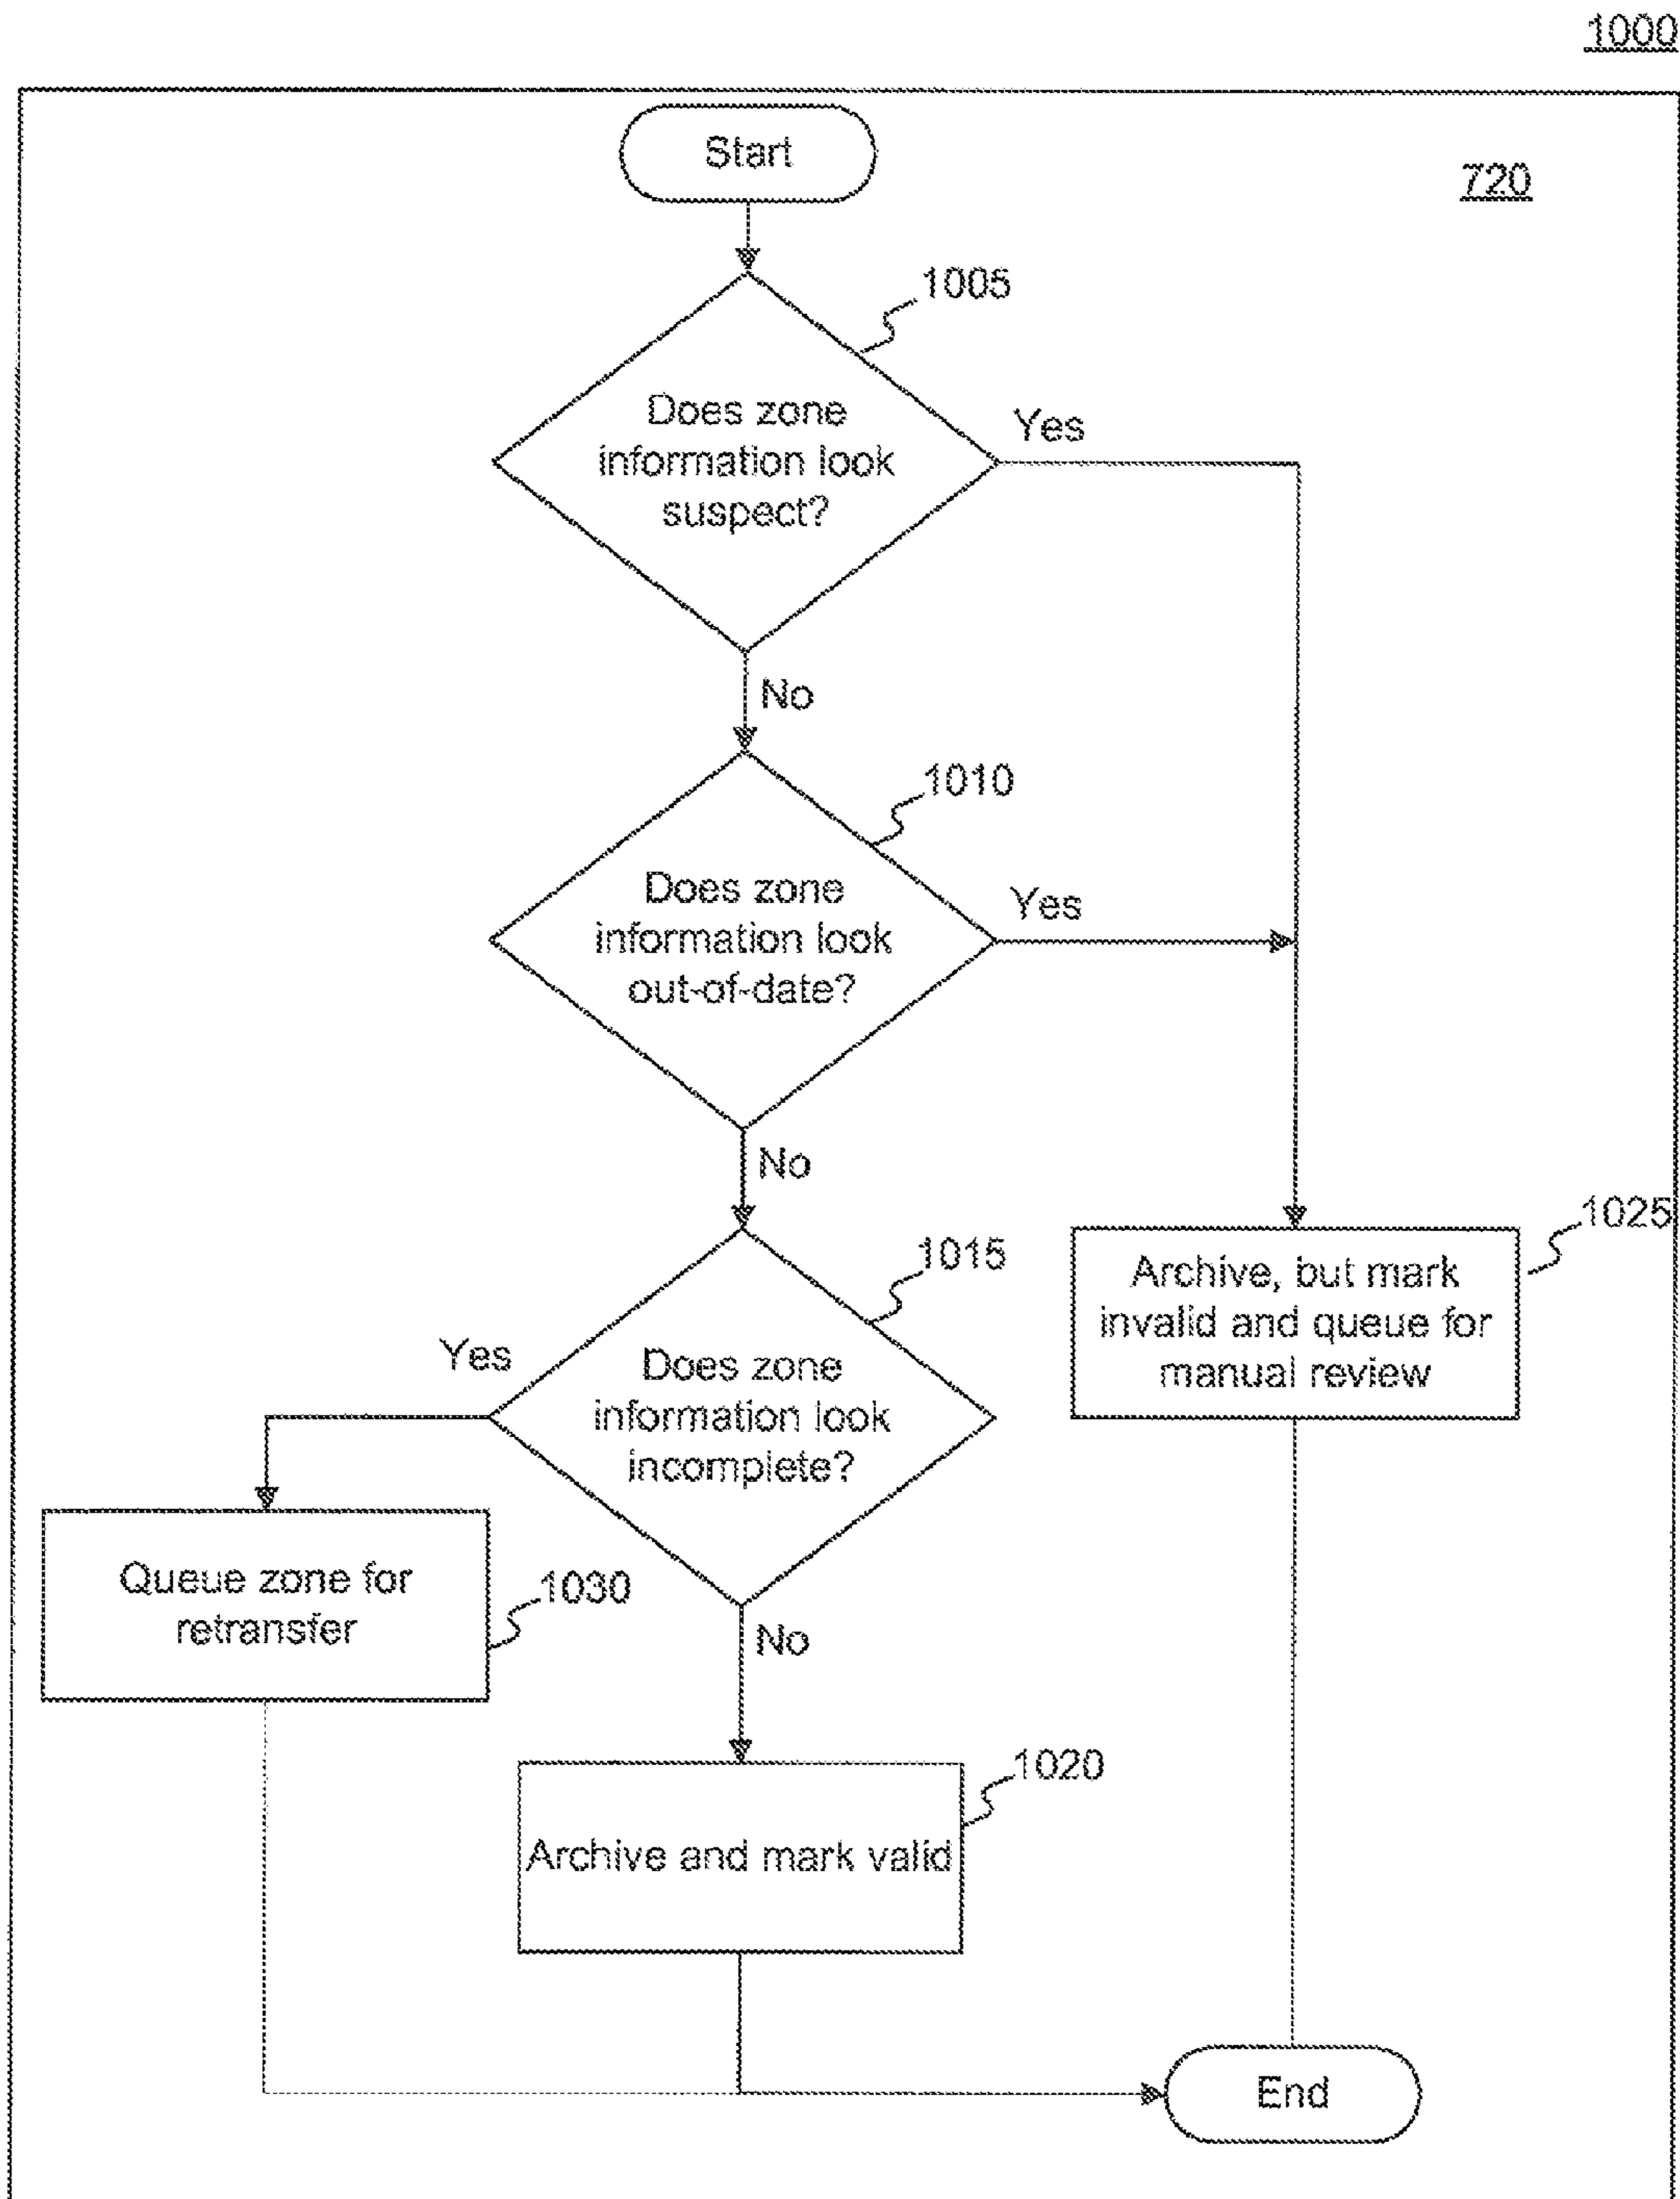 1000
Start
720
1005
Does zone
information look
suspect?
Yes
No
1010
Does zone
information look
out-of-date?
Yes
No
1015
Does zone
information look
incomplete?
Yes
1025
Archive, but mark
invalid and queue for
manual review
Queue zone for
retransfer
1030
No
1020
Archive and mark valid
End